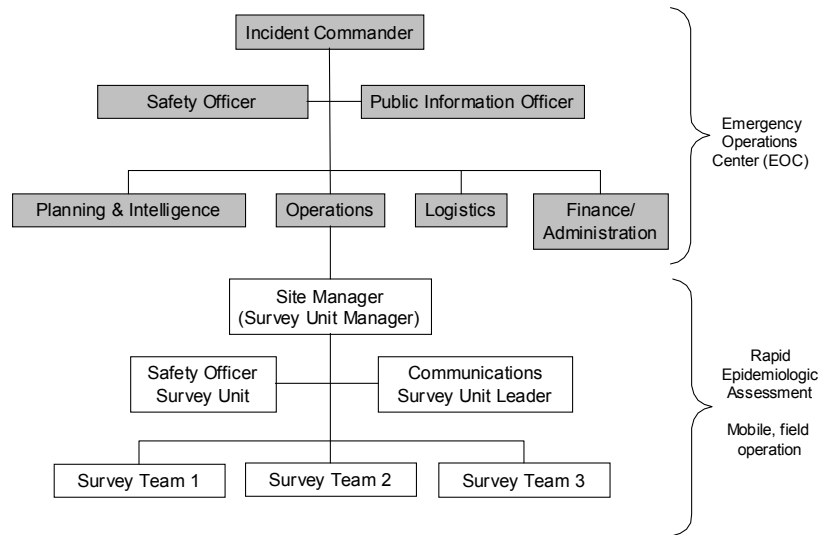 Incident Commander
Safety Officer
Public Information Officer
Emergency
Operations
Center (EOC)
Planning & Intelligence
Operations
Logistics
Finance/
Administration
Site Manager
(Survey Unit Manager)
Safety Officer
Survey Unit
Communications
Survey Unit Leader
Rapid
Epidemiologic
Assessment
Mobile, field
operation
Survey Team 1
Survey Team 2
Survey Team 3